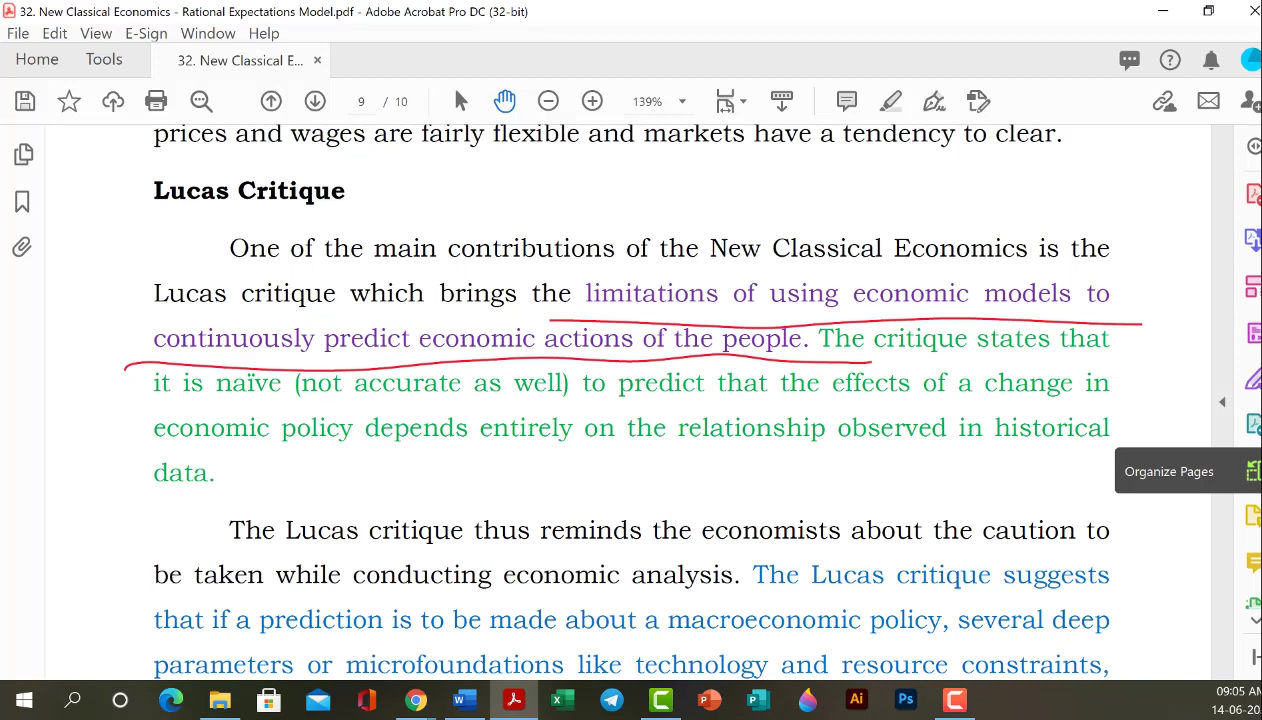 32. New Classical Economics - Rational Expectations Model.pdf - Adobe Acrobat Pro DC (32-bit)
File Edit View E-Sign Window Help
Home Tools 32. New Classical E... ×
9 / 10 139%
prices and wages are fairly flexible and markets have a tendency to clear.
Lucas Critique
One of the main contributions of the New Classical Economics is the
Lucas critique which brings the limitations of using economic models to
continuously predict economic actions of the people. The critique states that
it is naïve (not accurate as well) to predict that the effects of a change in
economic policy depends entirely on the relationship observed in historical
data.
Organize Pages
The Lucas critique thus reminds the economists about the caution to
be taken while conducting economic analysis. The Lucas critique suggests
that if a prediction is to be made about a macroeconomic policy, several deep
parameters or microfoundations like technology and resource constraints,
Ai Ps
09:05 AM
14-06-20